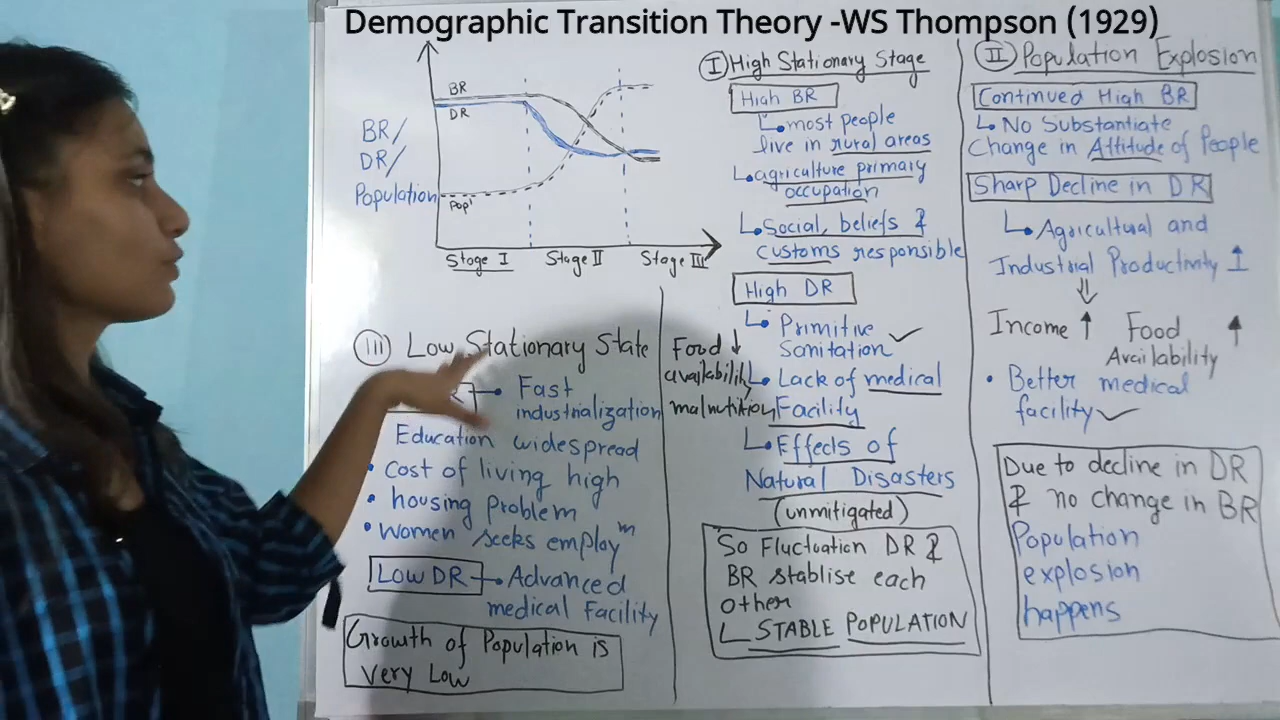 Demographic Transition Theory -WS Thompson (1929)
BR
DR
BR/
DR/
Population
Popⁿ
Stage I
Stage II
Stage III
I High Stationary Stage
High BR
most people
live in rural areas
agriculture primary
occupation
Social, beliefs &
customs responsible
High DR
Primitive
Sanitation
Lack of medical
Facility
Food ↓
availability
malnutition
Effects of
Natural Disasters
(unmitigated)
So Fluctuation DR &
BR stablise each
other
STABLE POPULATION
II Population Explosion
Continued High BR
No Substantiate
Change in Attitude of People
Sharp Decline in DR
Agricultural and
Industrial Productivity ↑
⇓
Income ↑ Food ↑
Availability
• Better medical
facility
Due to decline in DR
& no change in BR
Population
explosion
happens
III Low Stationary State
Fast
industrialization
Education widespread
• Cost of living high
• housing problem
• Women seeks employᵐ
Low DR → Advanced
medical Facility
Growth of Population is
Very Low